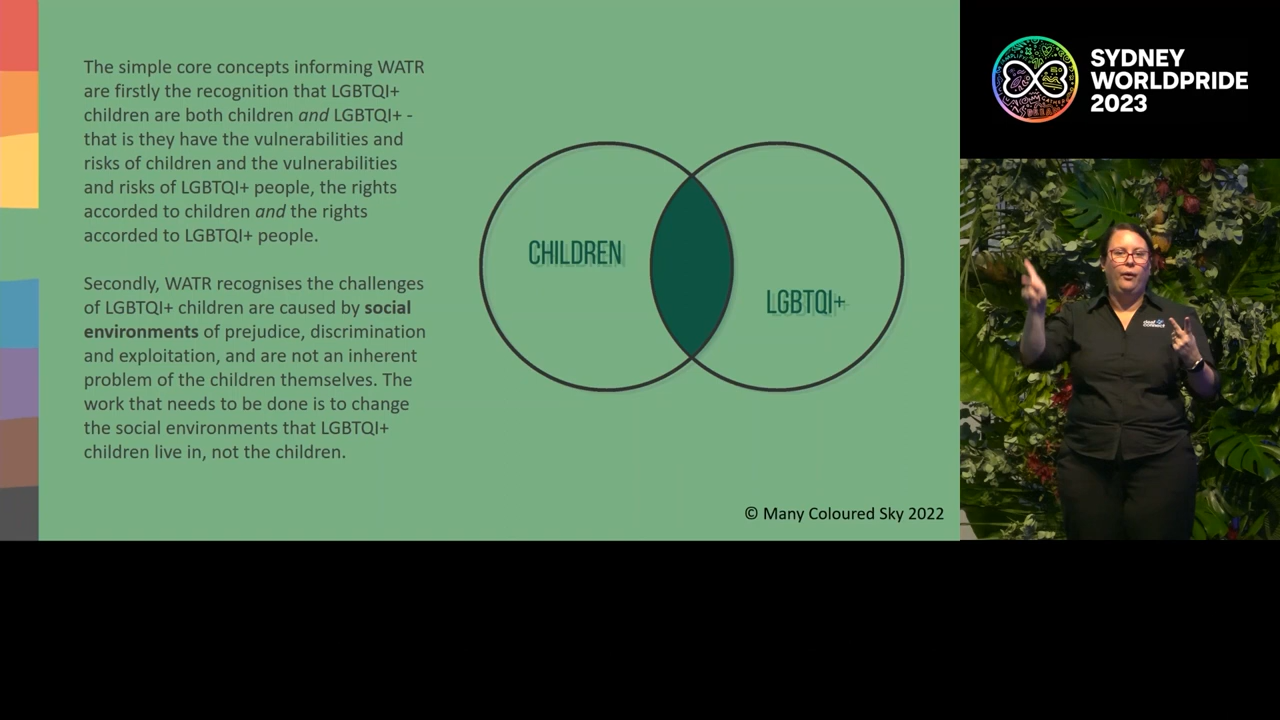 The simple core concepts informing WATR
are firstly the recognition that LGBTQI+
children are both children and LGBTQI+ -
that is they have the vulnerabilities and
risks of children and the vulnerabilities
and risks of LGBTQI+ people, the rights
accorded to children and the rights
accorded to LGBTQI+ people.
Secondly, WATR recognises the challenges
of LGBTQI+ children are caused by social
environments of prejudice, discrimination
and exploitation, and are not an inherent
problem of the children themselves. The
work that needs to be done is to change
the social environments that LGBTQI+
children live in, not the children.
CHILDREN
LGBTQI+
© Many Coloured Sky 2022
SYDNEY
WORLDPRIDE
2023
deaf
connect